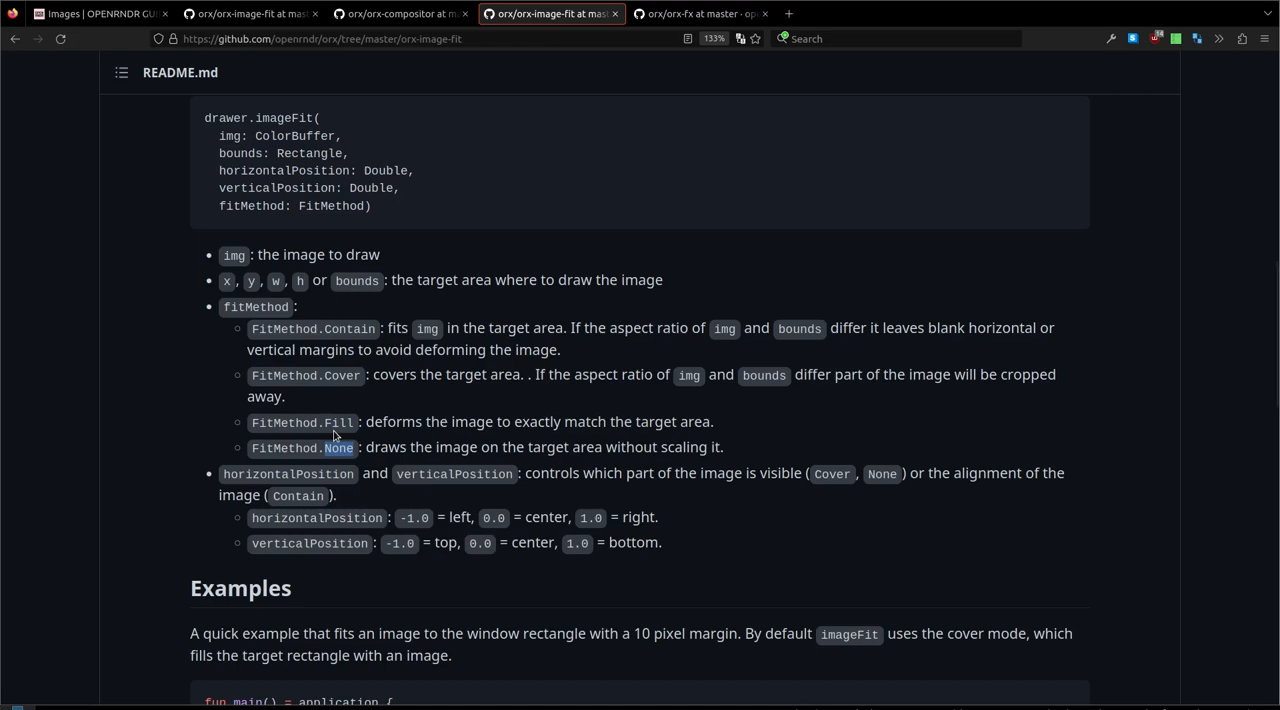 Images | OPENRNDR GUI
orx/orx-image-fit at mast
orx/orx-compositor at ma
orx/orx-image-fit at mast
orx/orx-fx at master · ope
https://github.com/openrndr/orx/tree/master/orx-image-fit
133%
Search
README.md
drawer.imageFit(
img: ColorBuffer,
bounds: Rectangle,
horizontalPosition: Double,
verticalPosition: Double,
fitMethod: FitMethod)
img: the image to draw
x, y, w, h or bounds: the target area where to draw the image
fitMethod:
FitMethod.Contain: fits img in the target area. If the aspect ratio of img and bounds differ it leaves blank horizontal or
vertical margins to avoid deforming the image.
FitMethod.Cover: covers the target area. . If the aspect ratio of img and bounds differ part of the image will be cropped
away.
FitMethod.Fill: deforms the image to exactly match the target area.
FitMethod.None: draws the image on the target area without scaling it.
horizontalPosition and verticalPosition: controls which part of the image is visible (Cover, None) or the alignment of the
image (Contain).
horizontalPosition: -1.0 = left, 0.0 = center, 1.0 = right.
verticalPosition: -1.0 = top, 0.0 = center, 1.0 = bottom.
Examples
A quick example that fits an image to the window rectangle with a 10 pixel margin. By default imageFit uses the cover mode, which
fills the target rectangle with an image.
fun main() = application {